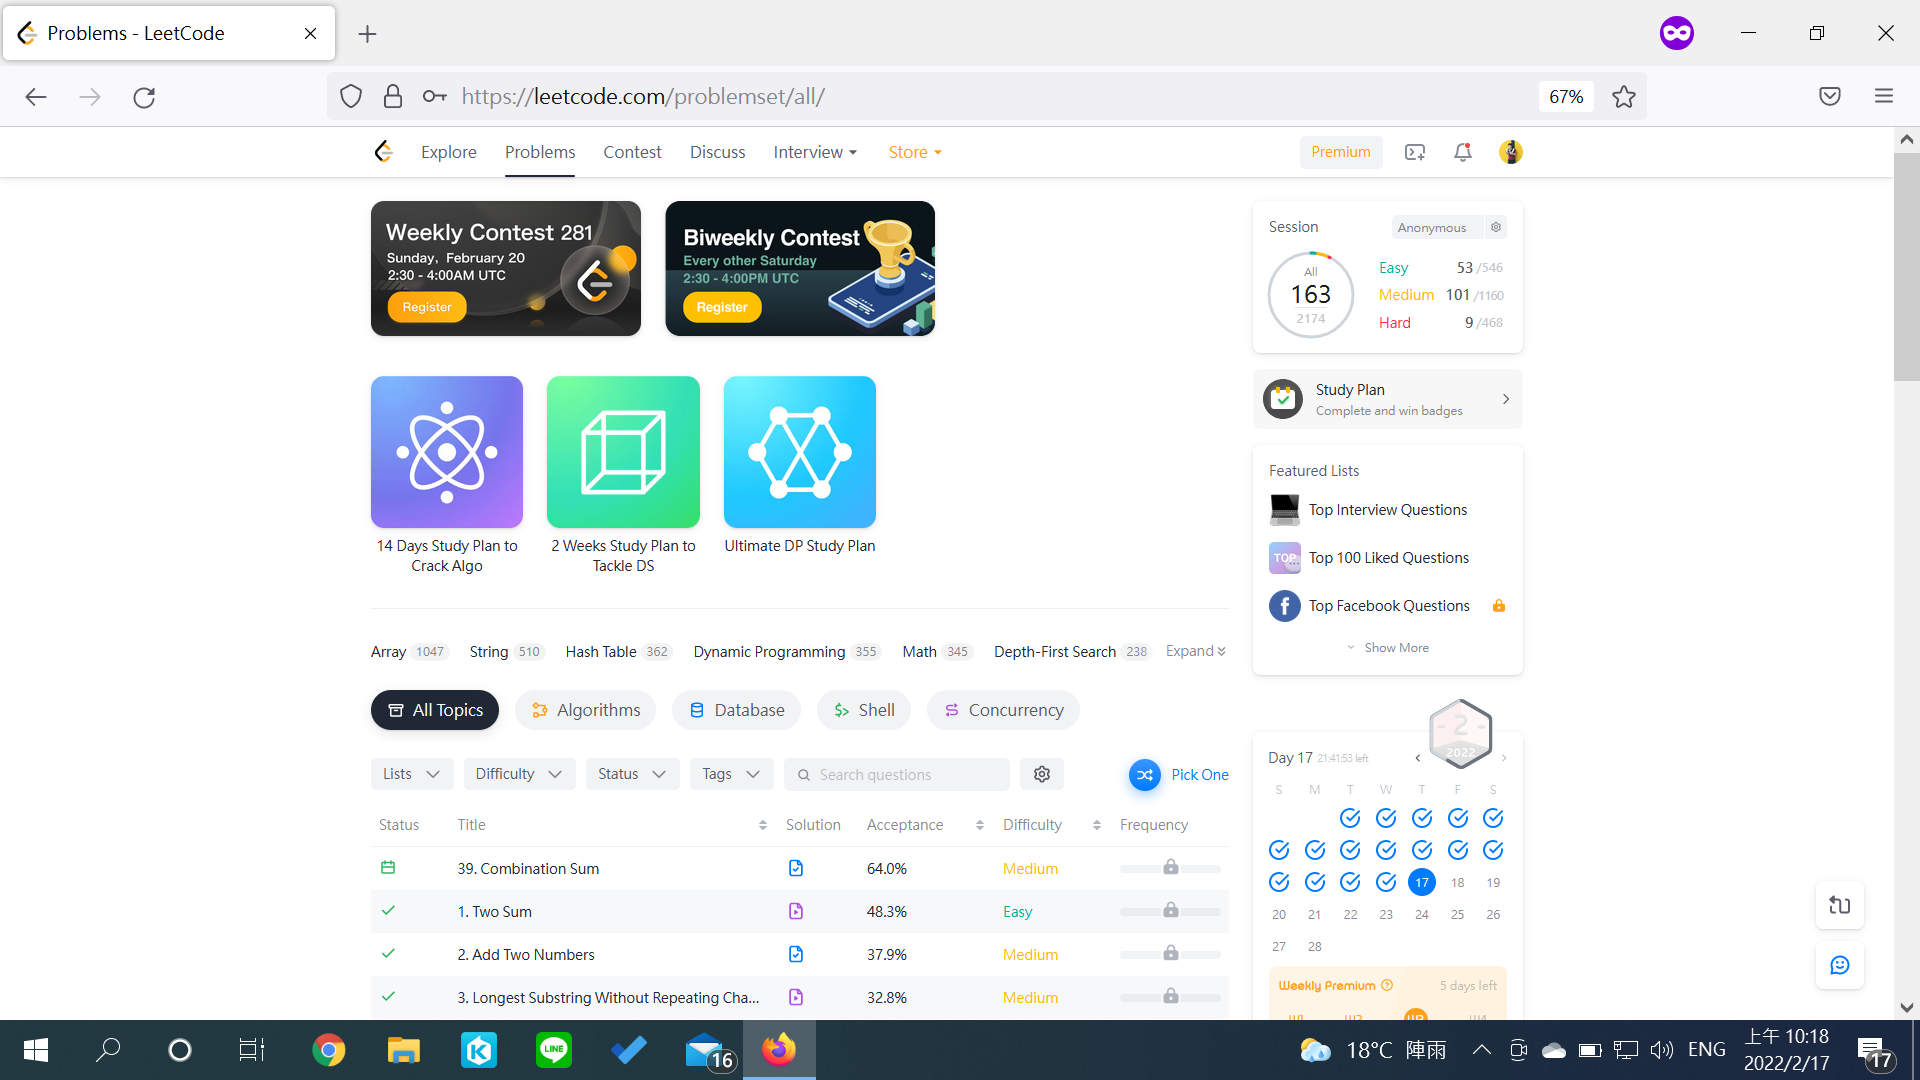 Problems - LeetCode
https://leetcode.com/problemset/all/
67%
Explore Problems Contest Discuss Interview Store Premium
Weekly Contest 281
Sunday, February 20
2:30 - 4:00AM UTC
Register
Biweekly Contest
Every other Saturday
2:30 - 4:00PM UTC
Register
Session
Anonymous
All
163
2174
Easy 53 /546
Medium 101 /1160
Hard 9 /468
Study Plan
Complete and win badges
Featured Lists
Top Interview Questions
TOP
Top 100 Liked Questions
Top Facebook Questions
Show More
14 Days Study Plan to
Crack Algo
2 Weeks Study Plan to
Tackle DS
Ultimate DP Study Plan
Array 1047 String 510 Hash Table 362 Dynamic Programming 355 Math 345 Depth-First Search 238 Expand
All Topics Algorithms Database Shell Concurrency
Lists Difficulty Status Tags Search questions Pick One
Status Title Solution Acceptance Difficulty Frequency
39. Combination Sum 64.0% Medium
1. Two Sum 48.3% Easy
2. Add Two Numbers 37.9% Medium
3. Longest Substring Without Repeating Cha... 32.8% Medium
2
2022
Day 17 21:41:53 left
S M T W T F S
17 18 19
20 21 22 23 24 25 26
27 28
Weekly Premium 5 days left
W1 W2 W3 W4
LINE
16
18°C 陣雨
ENG
上午 10:18
2022/2/17
17